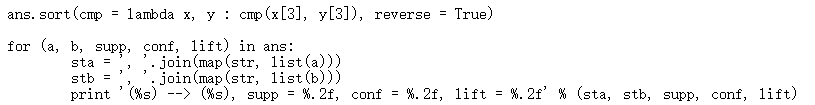 ans.sort(cmp = lambda x, y : cmp(x[3], y[3]), reverse = True)

for (a, b, supp, conf, lift) in ans:
        sta = ', '.join(map(str, list(a)))
        stb = ', '.join(map(str, list(b)))
        print '(%s) --> (%s), supp = %.2f, conf = %.2f, lift = %.2f' % (sta, stb, supp, conf, lift)